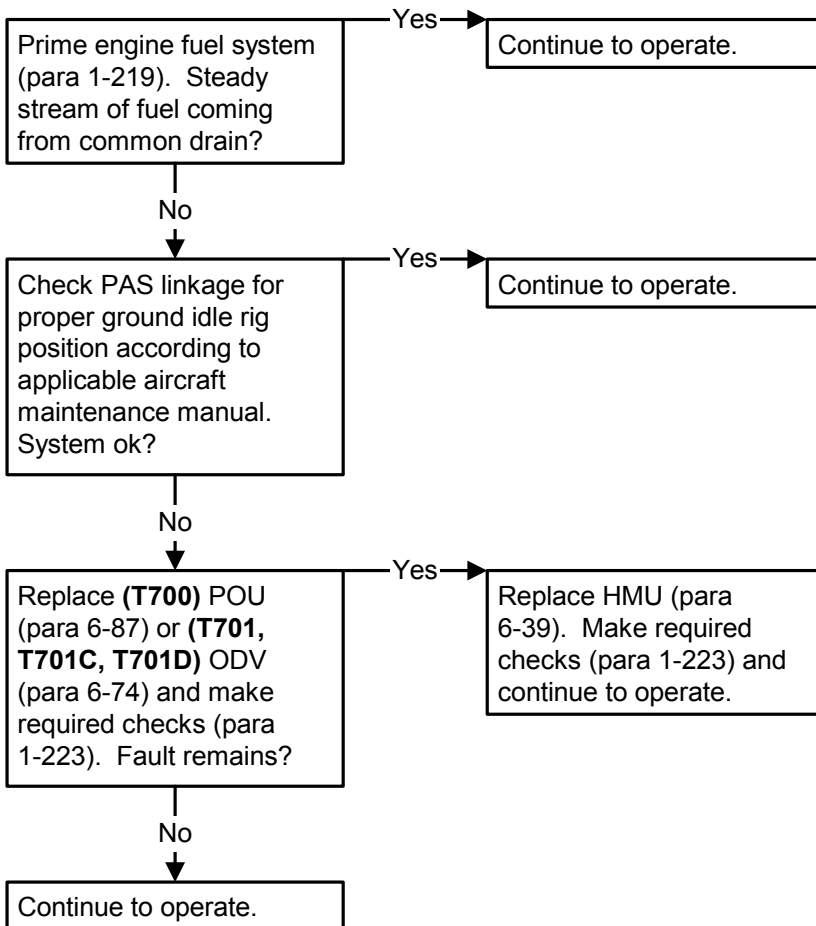 Prime engine fuel system
(para 1-219).  Steady
stream of fuel coming
from common drain?
Yes
Continue to operate.
No
Check PAS linkage for
proper ground idle rig
position according to
applicable aircraft
maintenance manual.
System ok?
Yes
Continue to operate.
No
Replace (T700) POU
(para 6-87) or (T701,
T701C, T701D) ODV
(para 6-74) and make
required checks (para
1-223).  Fault remains?
Yes
Replace HMU (para
6-39).  Make required
checks (para 1-223) and
continue to operate.
No
Continue to operate.